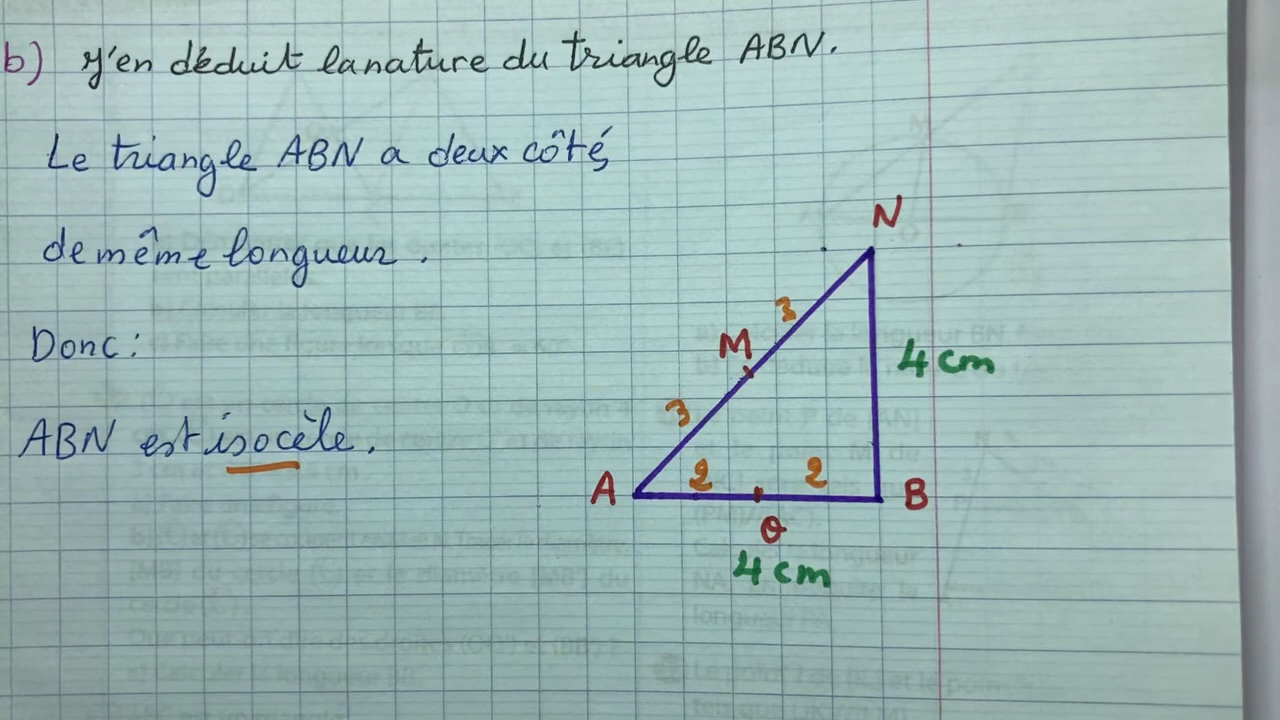 b) J'en déduit la nature du triangle ABN.
Le triangle ABN a deux côtés
de même longueur.
Donc:
ABN est isocèle.
N
3
M
4 cm
3
A
2
2
B
O
4 cm